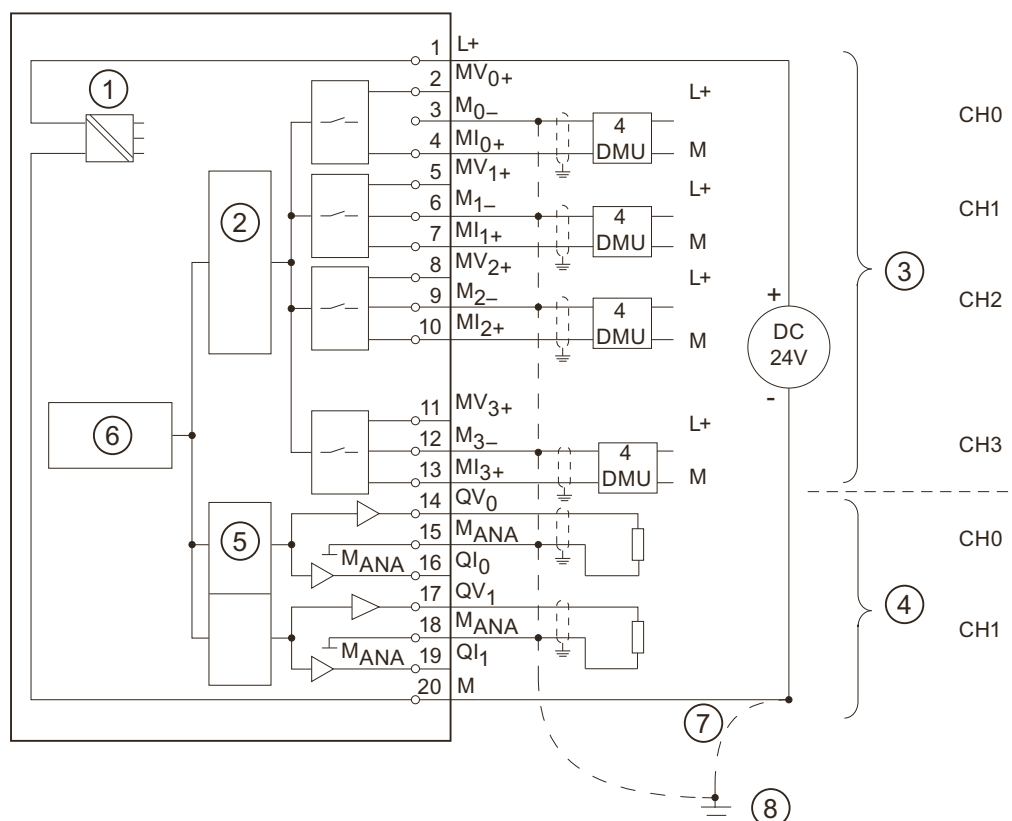 1 L+
2 MV0+
3 M0–
4 MI0+
5 MV1+
6 M1–
7 MI1+
8 MV2+
9 M2–
10 MI2+
11 MV3+
12 M3–
13 MI3+
14 QV0
15 MANA
16 QI0
17 QV1
18 MANA
19 QI1
20 M
①
②
⑥
⑤
MANA
MANA
4
DMU
L+
M
4
DMU
L+
M
4
DMU
L+
M
4
DMU
L+
M
+
DC
24V
-
③
④
CH0
CH1
CH2
CH3
CH0
CH1
⑦
⑧